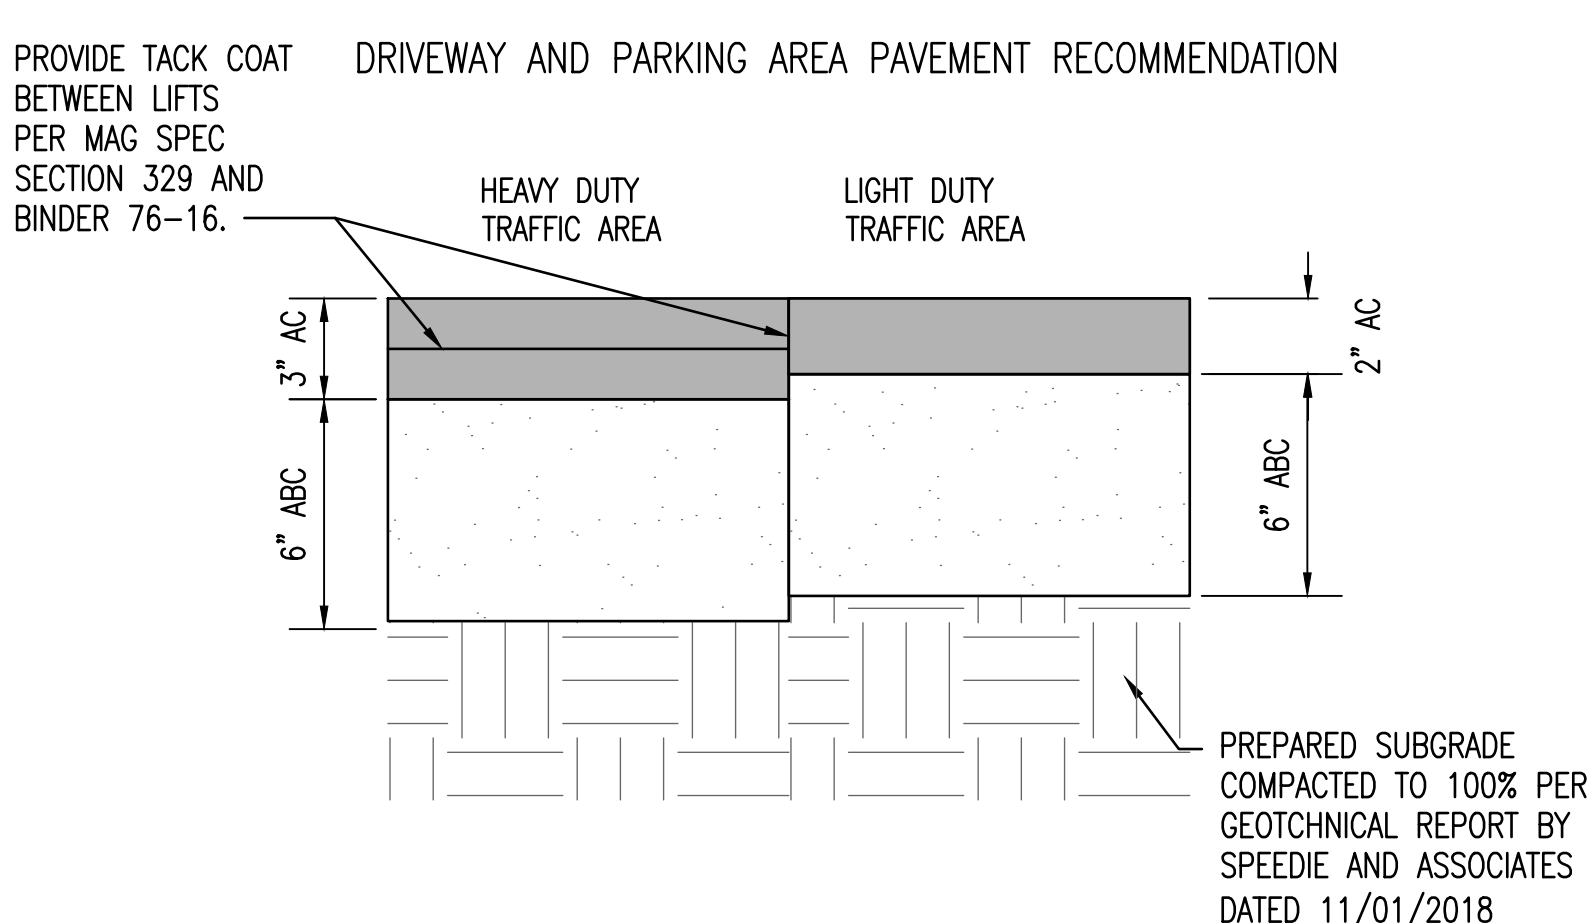 PROVIDE TACK COAT
BETWEEN LIFTS
PER MAG SPEC
SECTION 329 AND
BINDER 76-16.
DRIVEWAY AND PARKING AREA PAVEMENT RECOMMENDATION
HEAVY DUTY
TRAFFIC AREA
LIGHT DUTY
TRAFFIC AREA
3" AC
6" ABC
2" AC
6" ABC
PREPARED SUBGRADE
COMPACTED TO 100% PER
GEOTCHNICAL REPORT BY
SPEEDIE AND ASSOCIATES
DATED 11/01/2018